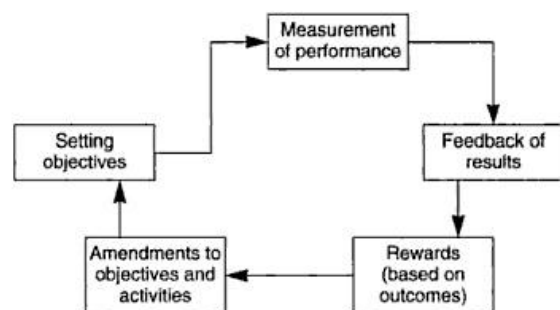 Measurement
of performance
Setting
objectives
Feedback of
results
Amendments to
objectives and
activities
Rewards
(based on
outcomes)